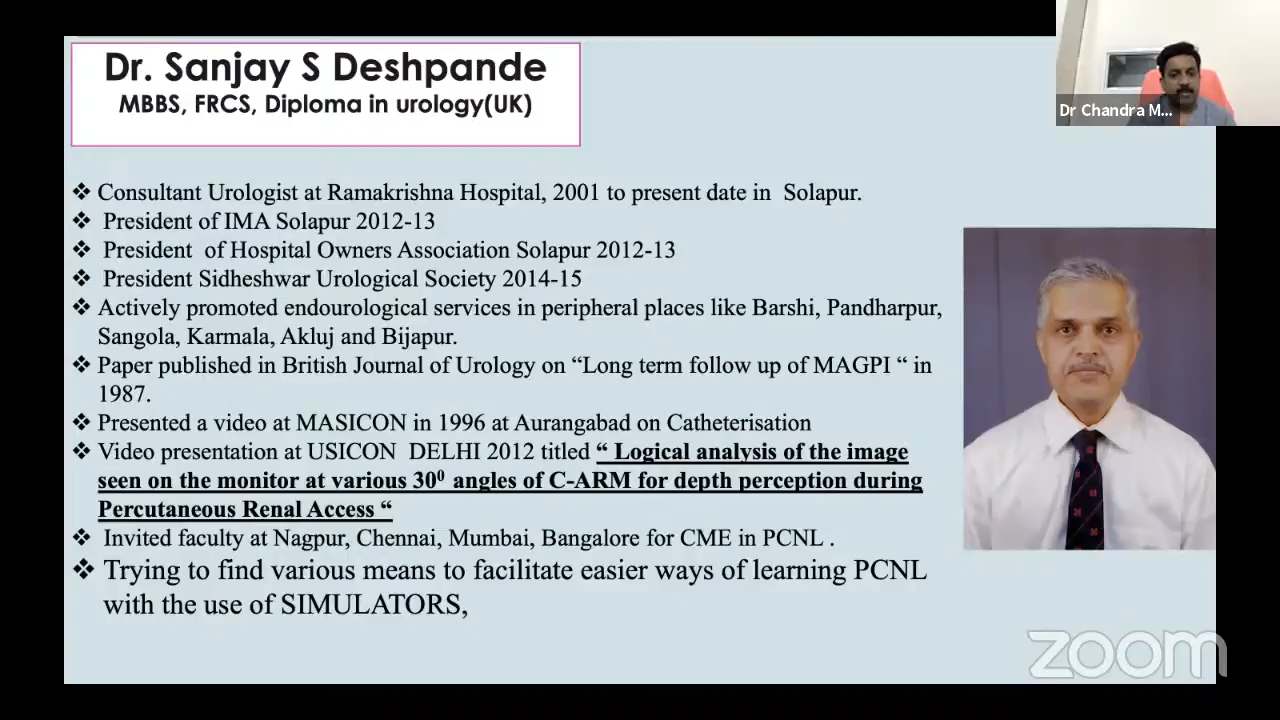 Dr. Sanjay S Deshpande
MBBS, FRCS, Diploma in urology(UK)
Dr Chandra M...
❖ Consultant Urologist at Ramakrishna Hospital, 2001 to present date in Solapur.
❖ President of IMA Solapur 2012-13
❖ President of Hospital Owners Association Solapur 2012-13
❖ President Sidheshwar Urological Society 2014-15
❖ Actively promoted endourological services in peripheral places like Barshi, Pandharpur,
Sangola, Karmala, Akluj and Bijapur.
❖ Paper published in British Journal of Urology on “Long term follow up of MAGPI “ in
1987.
❖ Presented a video at MASICON in 1996 at Aurangabad on Catheterisation
❖ Video presentation at USICON DELHI 2012 titled “ Logical analysis of the image
seen on the monitor at various 30⁰ angles of C-ARM for depth perception during
Percutaneous Renal Access “
❖ Invited faculty at Nagpur, Chennai, Mumbai, Bangalore for CME in PCNL .
❖ Trying to find various means to facilitate easier ways of learning PCNL
with the use of SIMULATORS,
zoom